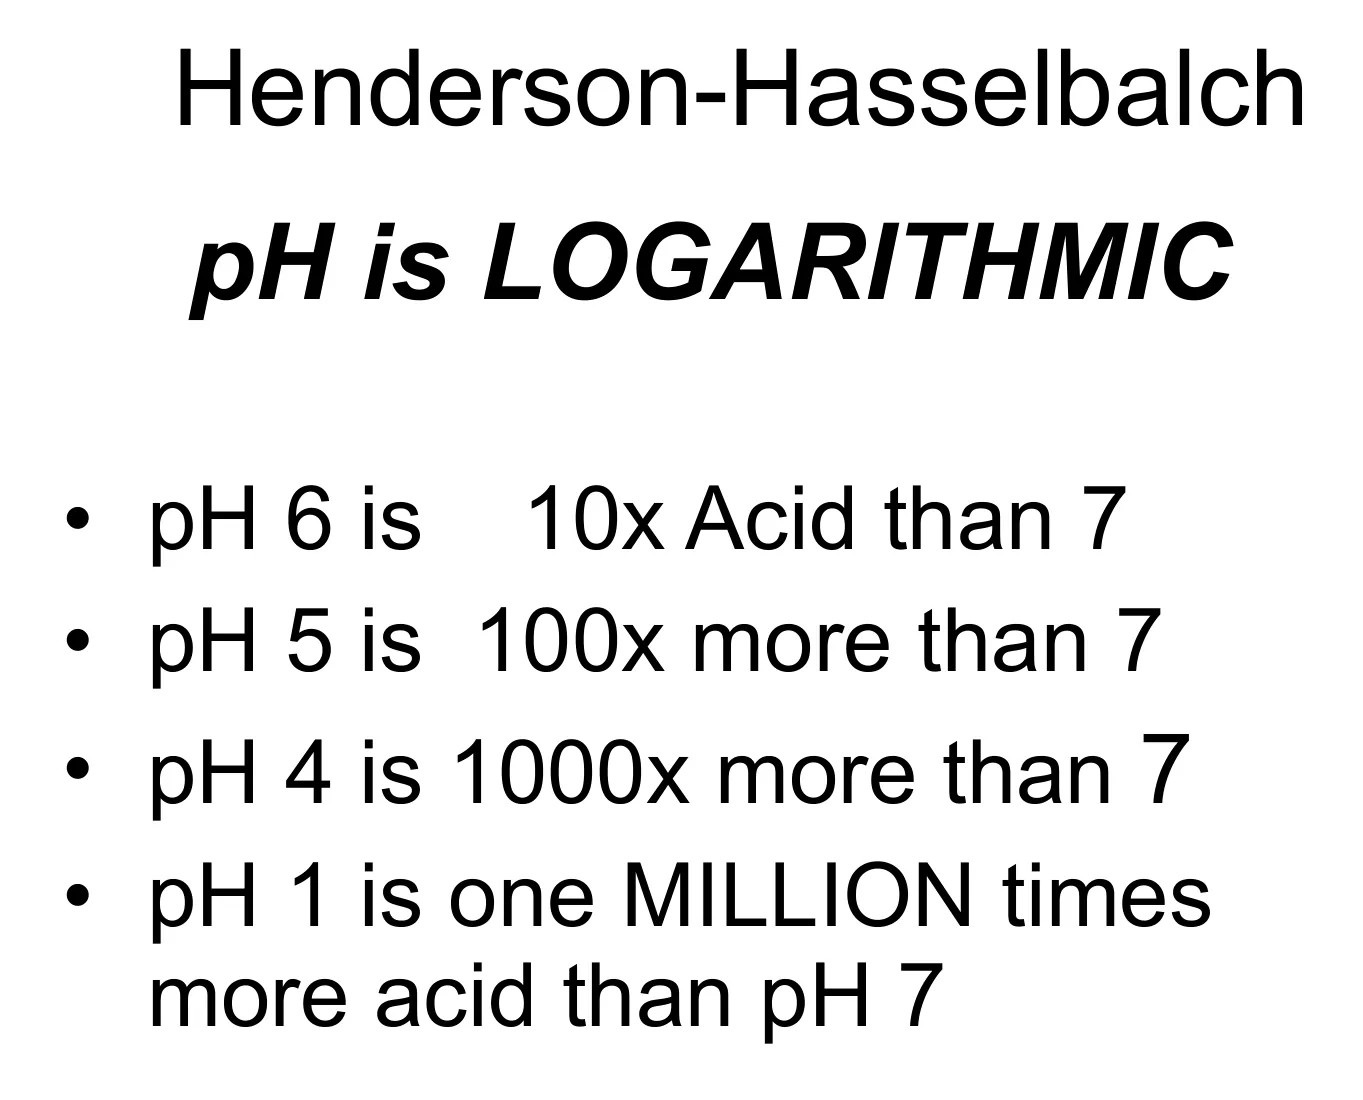 Henderson-Hasselbalch
pH is LOGARITHMIC
• pH 6 is 10x Acid than 7
• pH 5 is 100x more than 7
• pH 4 is 1000x more than 7
• pH 1 is one MILLION times
more acid than pH 7